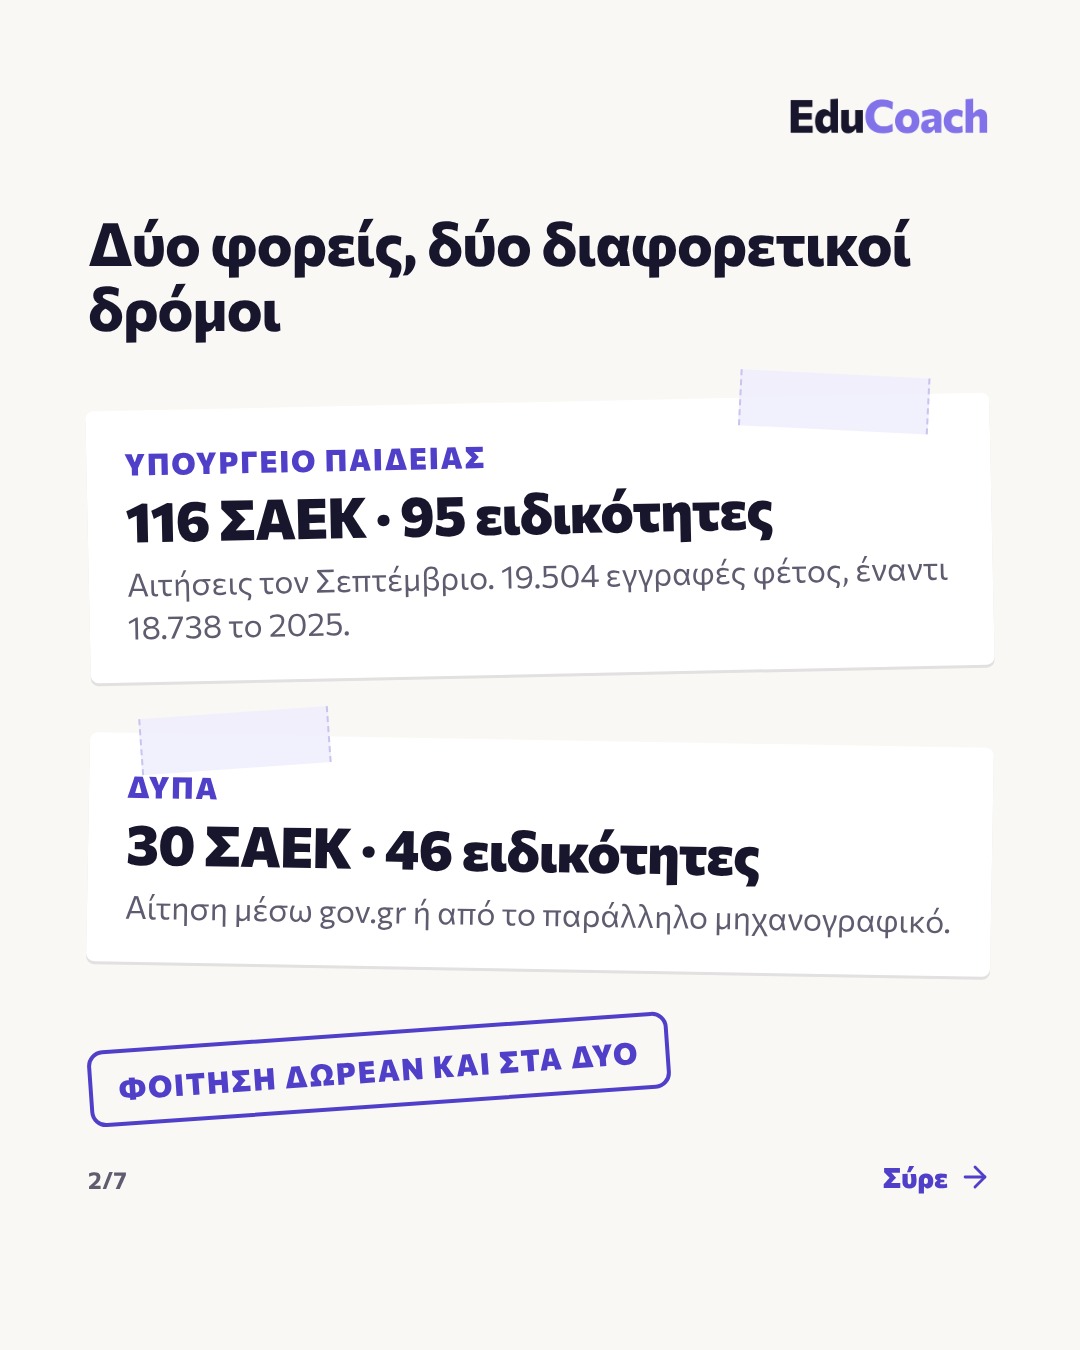 EduCoach
Δύο φορείς, δύο διαφορετικοί
δρόμοι
ΥΠΟΥΡΓΕΙΟ ΠΑΙΔΕΙΑΣ
116 ΣΑΕΚ · 95 ειδικότητες
Αιτήσεις τον Σεπτέμβριο. 19.504 εγγραφές φέτος, έναντι
18.738 το 2025.
ΔΥΠΑ
30 ΣΑΕΚ · 46 ειδικότητες
Αίτηση μέσω gov.gr ή από το παράλληλο μηχανογραφικό.
ΦΟΙΤΗΣΗ ΔΩΡΕΑΝ ΚΑΙ ΣΤΑ ΔΥΟ
2/7
Σύρε →